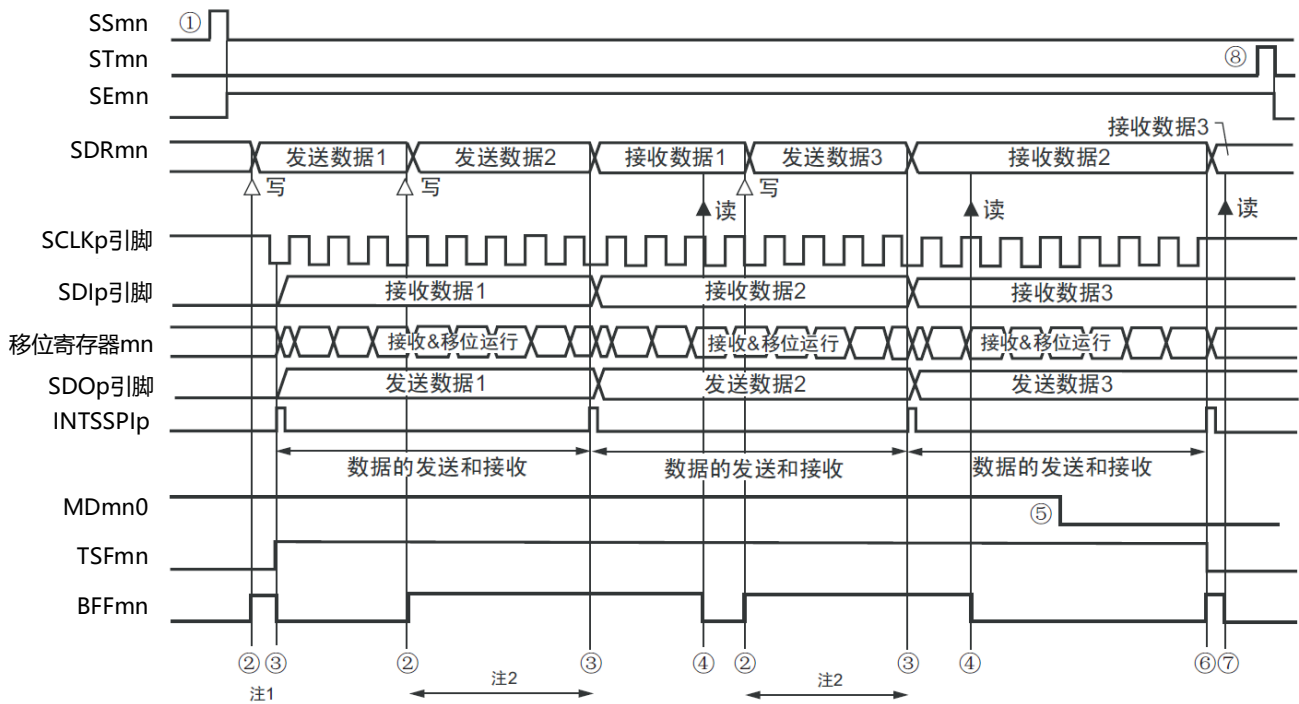 SSmn ①
STmn ⑧
SEmn
接收数据3
SDRmn 发送数据1 发送数据2 接收数据1 发送数据3 接收数据2
写 写 写
读 读 读
SCLKp引脚
SDIp引脚 接收数据1 接收数据2 接收数据3
移位寄存器mn 接收&移位运行 接收&移位运行 接收&移位运行
SDOp引脚 发送数据1 发送数据2 发送数据3
INTSSPIp
数据的发送和接收 数据的发送和接收 数据的发送和接收
MDmn0 ⑤
TSFmn
BFFmn
② ③ ② ③ ④ ② ③ ④ ⑥ ⑦
注1 注2 注2